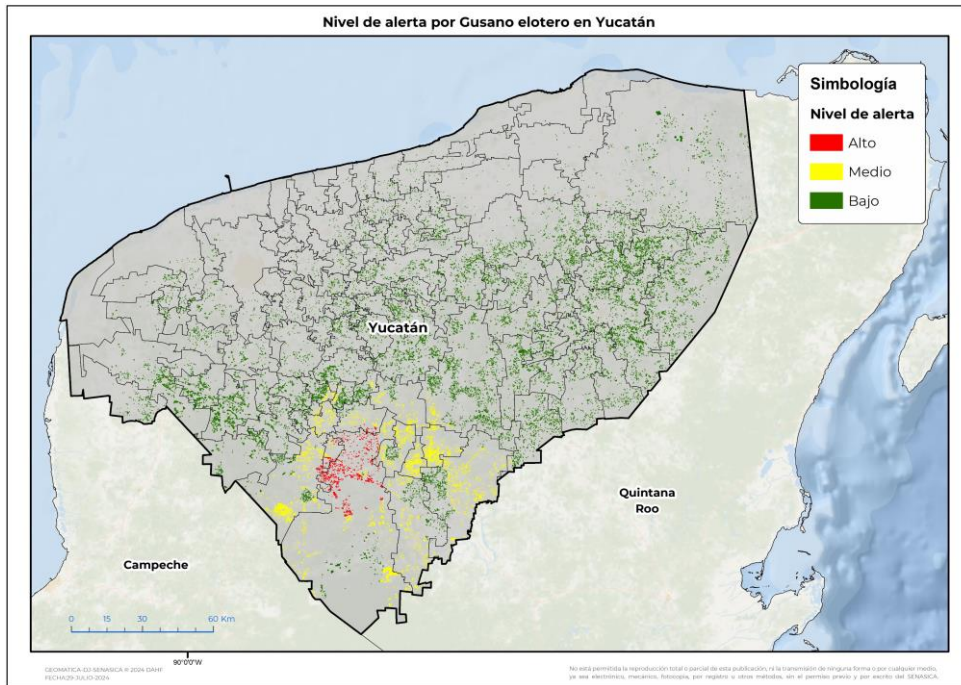 Nivel de alerta por Gusano elotero en Yucatán
Simbología
Nivel de alerta
Alto
Medio
Bajo
Yucatán
Quintana
Roo
Campeche
0 15 30 60 Km
90°0'0"W
GEOMATICA-DJ-SENASICA ® 2024 DAHF
FECHA:29-JULIO-2024
No está permitida la reproducción total o parcial de esta publicación, ni la transmisión de ninguna forma o por cualquier medio,
ya sea electrónico, mecánico, fotocopia, por registro u otros métodos, sin el permiso previo y por escrito del SENASICA.